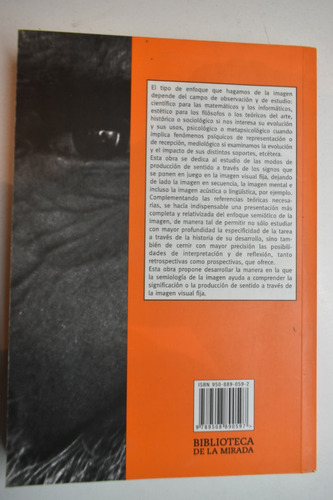 El tipo de enfoque que hagamos de la imagen
depende del campo de observación y de estudio:
científico para los matemáticos y los informáticos,
estético para los filósofos o los teóricos del arte,
histórico o sociológico si nos interesa su evolución
y sus usos, psicológico o metapsicológico cuando
implica fenómenos psíquicos de representación o
de recepción, mediológico si examinamos la evolución
y el impacto de sus distintos soportes, etcétera.
Esta obra se dedica al estudio de los modos de
producción de sentido a través de los signos que
se ponen en juego en la imagen visual fija, dejando
de lado la imagen en secuencia, la imagen mental e
incluso la imagen acústica o lingüística, por ejemplo.
Complementando las referencias teóricas necesa-
rias, se hacía indispensable una presentación más
completa y relativizada del enfoque semiótico de la
imagen, de manera tal de permitir no sólo estudiar
con mayor profundidad la especificidad de la tarea
a través de la historia de su desarrollo, sino tam-
bién de cernir con mayor precisión las posibili-
dades de interpretación y de reflexión, tanto
retrospectivas como prospectivas, que ofrece.
Esta obra propone desarrollar la manera en la que
la semiología de la imagen ayuda a comprender la
significación o la producción de sentido a través de
la imagen visual fija.
ISBN 950-889-059-2
9 789508 890597
BIBLIOTECA
DE LA MIRADA